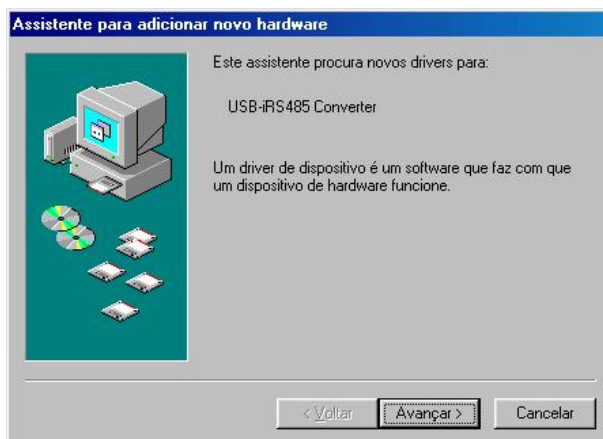 Assistente para adicionar novo hardware
Este assistente procura novos drivers para:
USB-iRS485 Converter
Um driver de dispositivo é um software que faz com que
um dispositivo de hardware funcione.
< Voltar
Avançar >
Cancelar